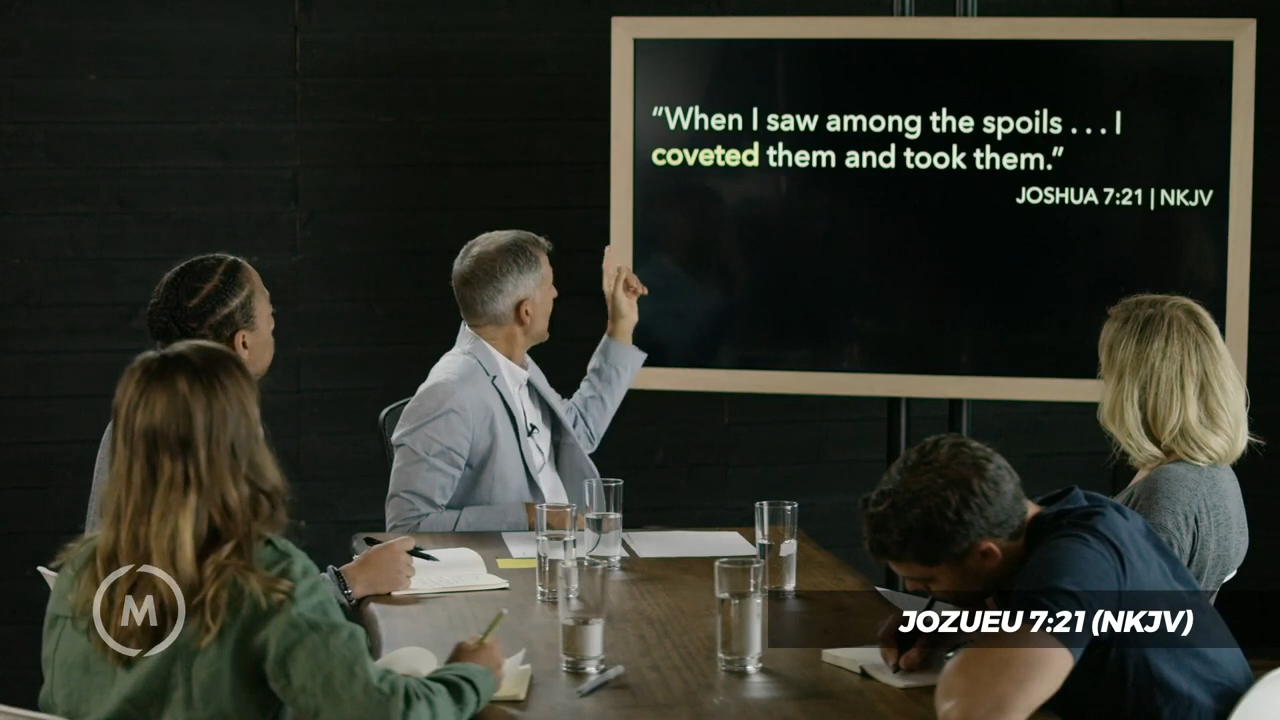 “When I saw among the spoils . . . I
coveted them and took them.”
JOSHUA 7:21 | NKJV
M
JOZUEU 7:21 (NKJV)